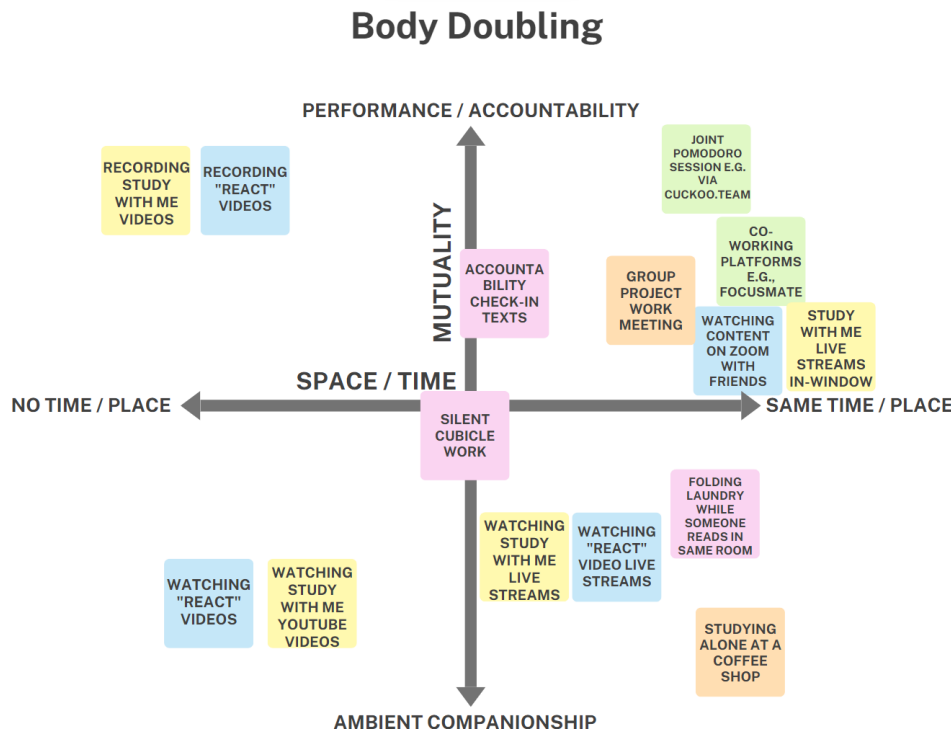 Body Doubling
PERFORMANCE / ACCOUNTABILITY
RECORDING
STUDY
WITH ME
VIDEOS
RECORDING
"REACT"
VIDEOS
JOINT
POMODORO
SESSION E.G.
VIA
CUCKOO.TEAM
MUTUALITY
ACCOUNTA
BILITY
CHECK-IN
TEXTS
GROUP
PROJECT
WORK
MEETING
CO-
WORKING
PLATFORMS
E.G.,
FOCUSMATE
WATCHING
CONTENT
ON ZOOM
WITH
FRIENDS
STUDY
WITH ME
LIVE
STREAMS
IN-WINDOW
SPACE / TIME
NO TIME / PLACE
SAME TIME / PLACE
SILENT
CUBICLE
WORK
FOLDING
LAUNDRY
WHILE
SOMEONE
READS IN
SAME ROOM
WATCHING
STUDY
WITH ME
LIVE
STREAMS
WATCHING
"REACT"
VIDEO LIVE
STREAMS
WATCHING
"REACT"
VIDEOS
WATCHING
STUDY
WITH ME
YOUTUBE
VIDEOS
STUDYING
ALONE AT A
COFFEE
SHOP
AMBIENT COMPANIONSHIP